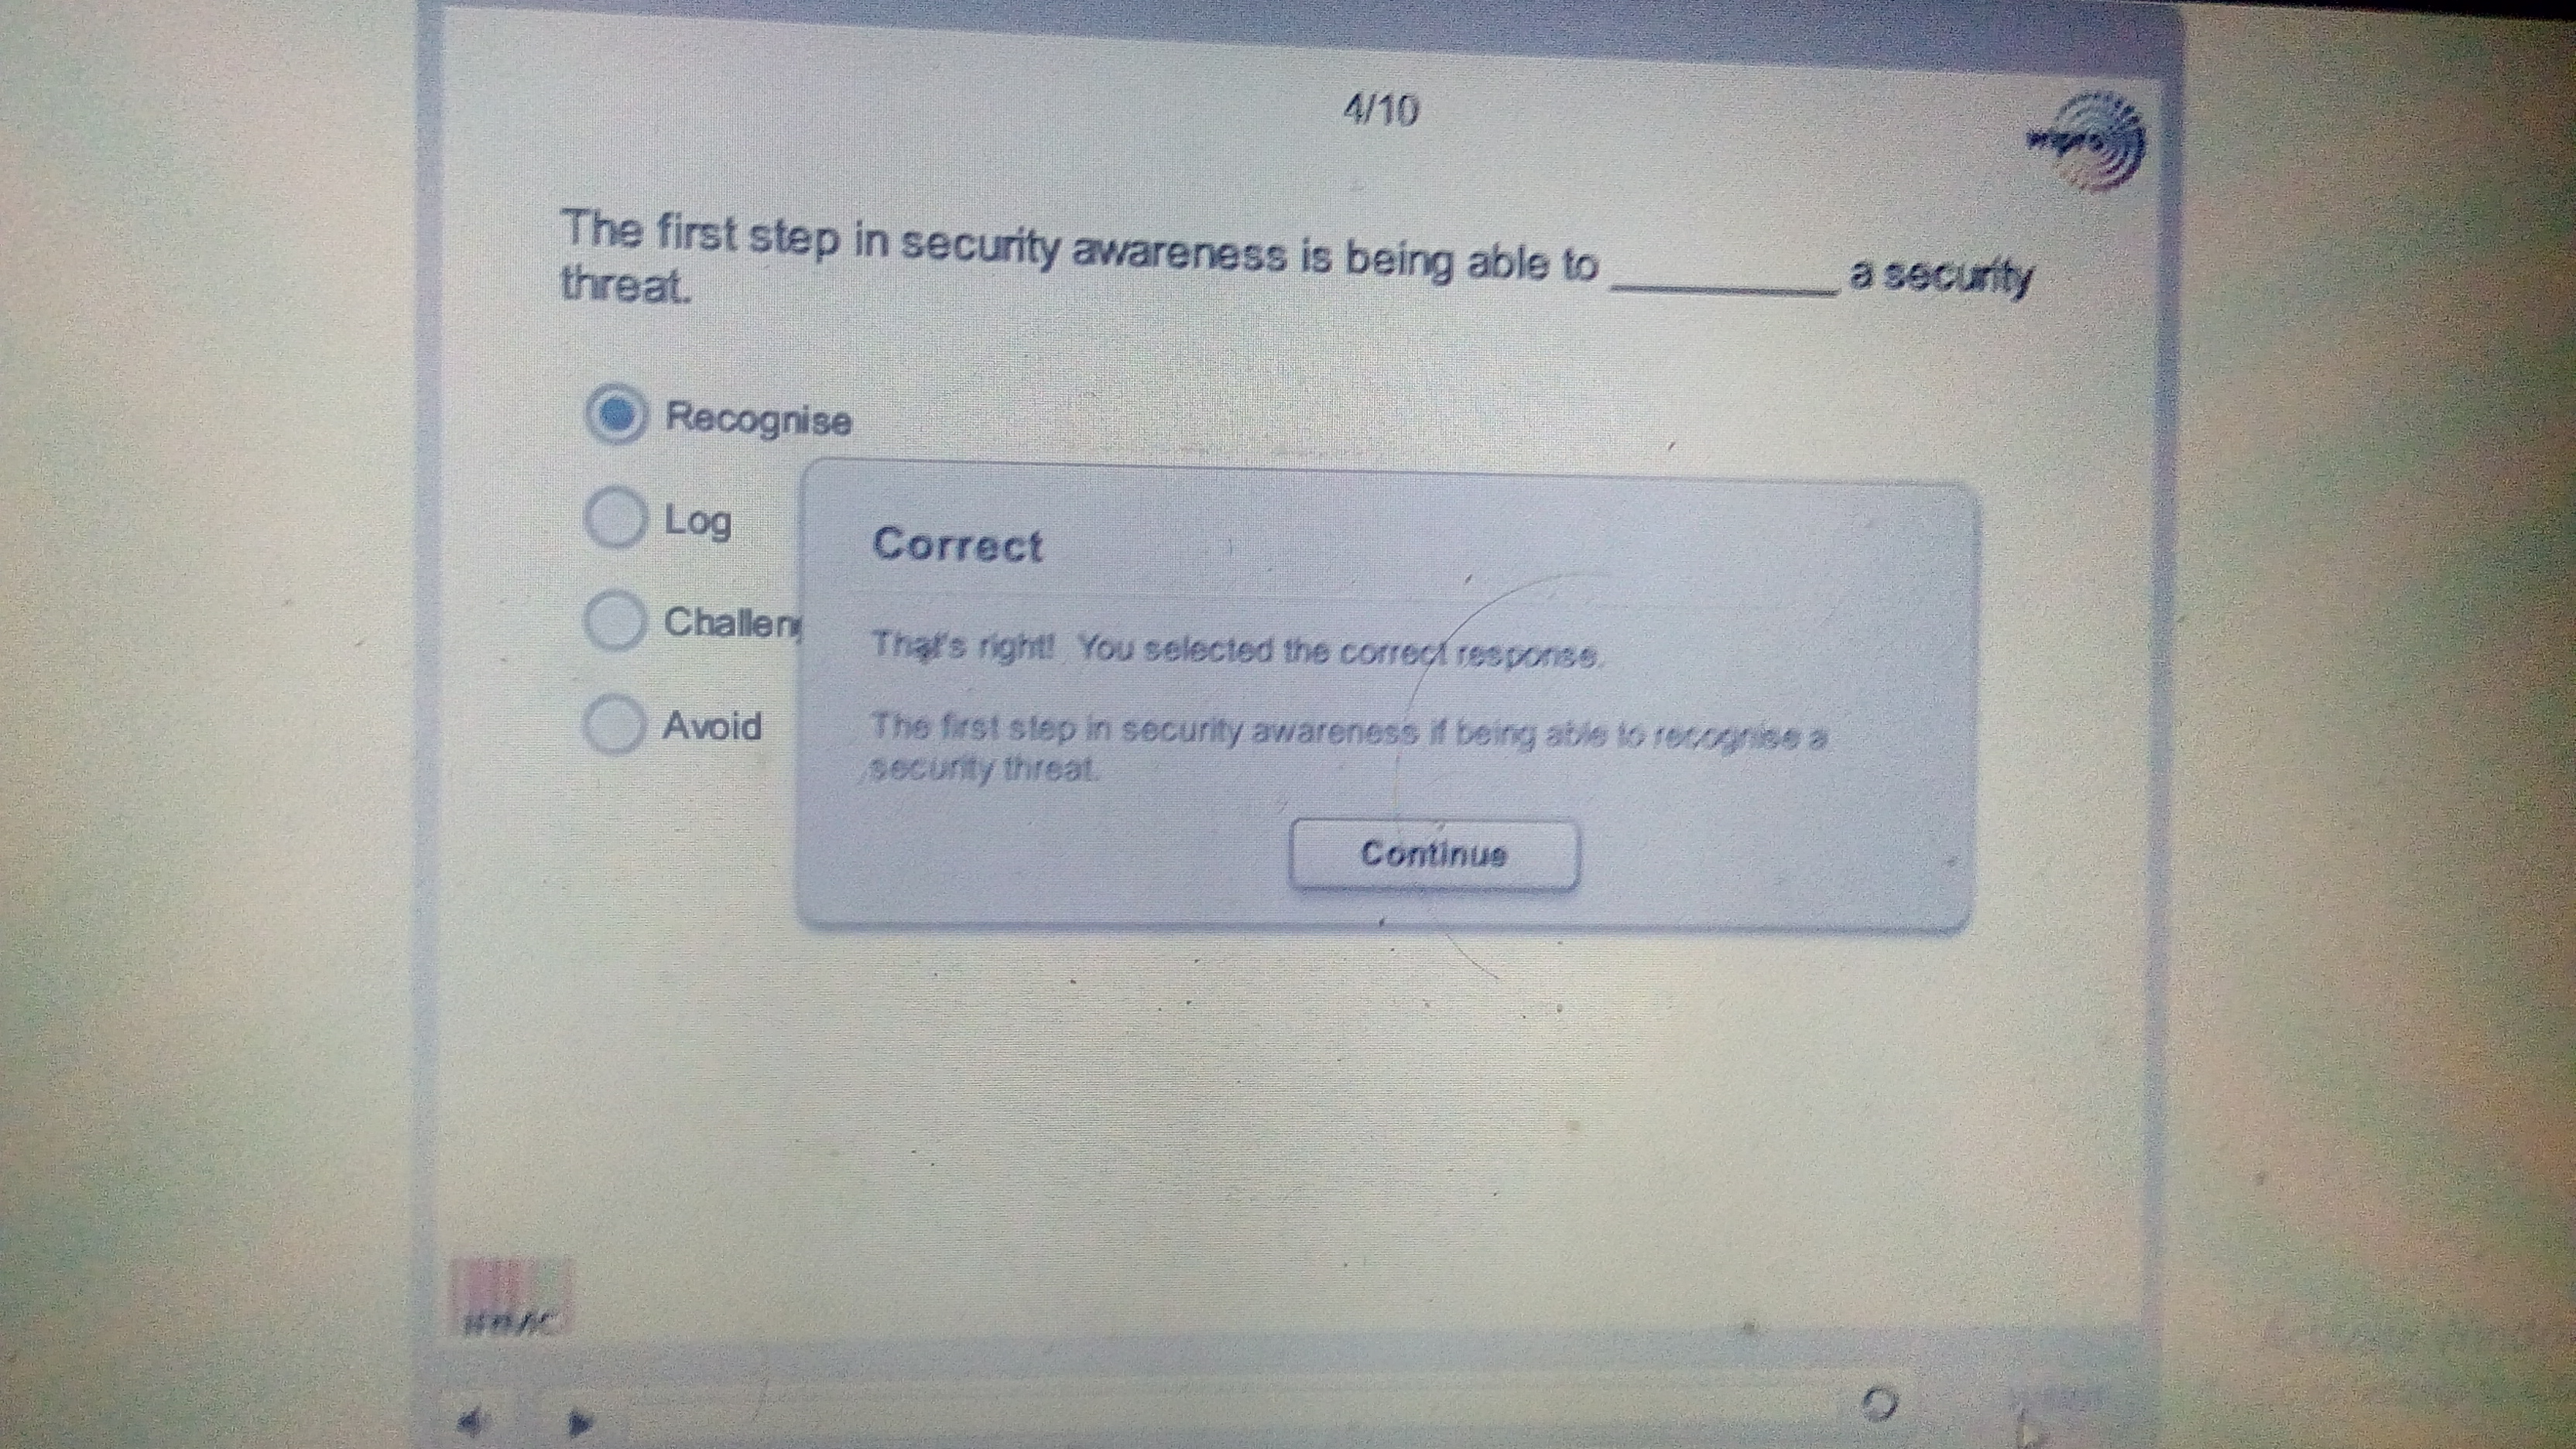 4/10
The first step in security awareness is being able to __________ a security
threat.
Recognise
Log
Challen
Avoid
Correct
That's right! You selected the correct response.
The first step in security awareness if being able to recognise a
security threat.
Continue